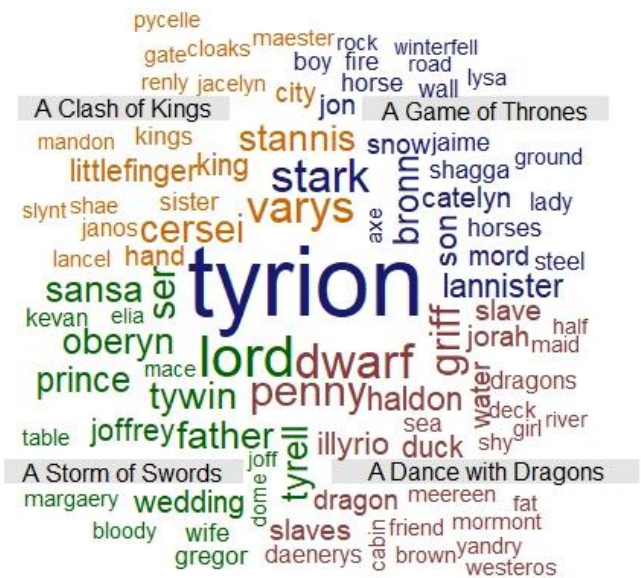 pycelle
gate cloaks maester rock winterfell
boy fire road
renly jacelyn city horse wall lysa
jon
A Clash of Kings A Game of Thrones
mandon kings stannis snow jaime
littlefinger king stark bronn shagga ground
slynt shae sister varys axe catelyn lady
janos cersei son horses
lancel hand tyrion mord steel
sansa ser lannister
kevan elia griff slave
oberyn lord dwarf jorah half
maid
prince mace penny haldon water dragons
tywin deck
table joffrey father sea girl river
tyrell illyrio duck shy
A Storm of Swords joff A Dance with Dragons
margaery wedding dome dragon meereen fat
bloody wife slaves cabin friend mormont
gregor daenerys brown yandry
westeros